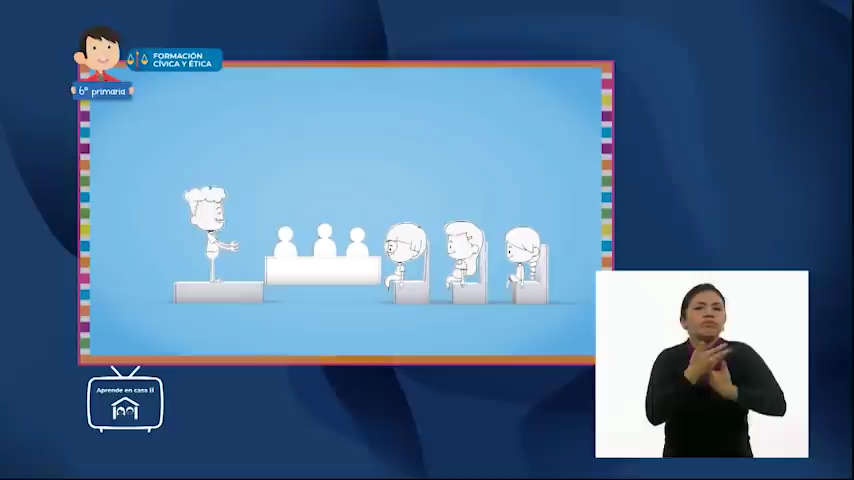 FORMACIÓN
CÍVICA Y ÉTICA
6° primaria
Aprende en casa II